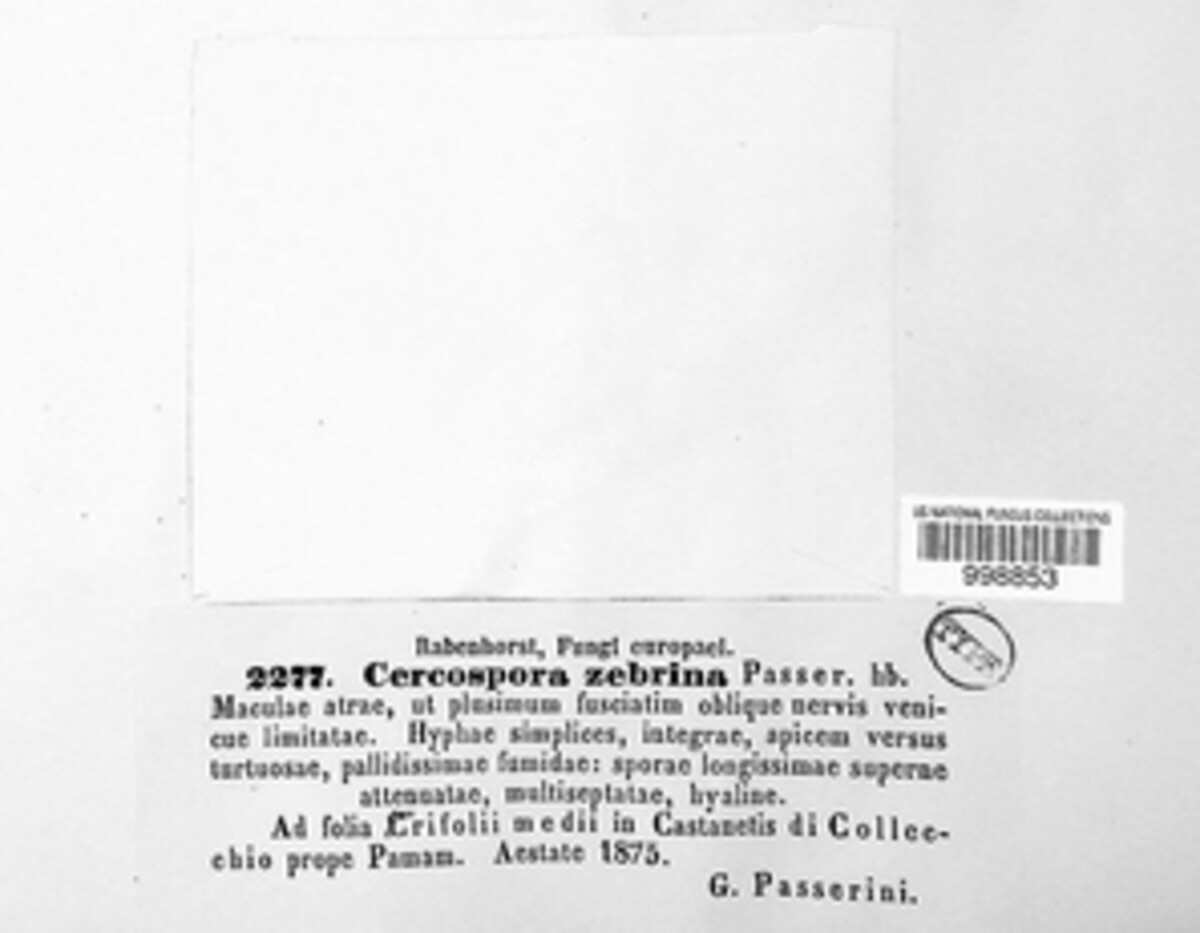 US NATIONAL FUNGUS COLLECTIONS
998853
TYPE
Rabenhorst, Fungi europaei.
2277. Cercospora zebrina Passer. hb.
Maculae atrae, ut plusimum fusciatim oblique nervis veni-
cue limitatae. Hyphae simplices, integrae, apicem versus
turtuosae, pallidissimae fumidae: sporae longissimae superne
attenuatae, multiseptatae, hyaline.
Ad folia Trifolii medii in Castanetis di Collec-
chio prope Pamam. Aestate 1875.
G. Passerini.